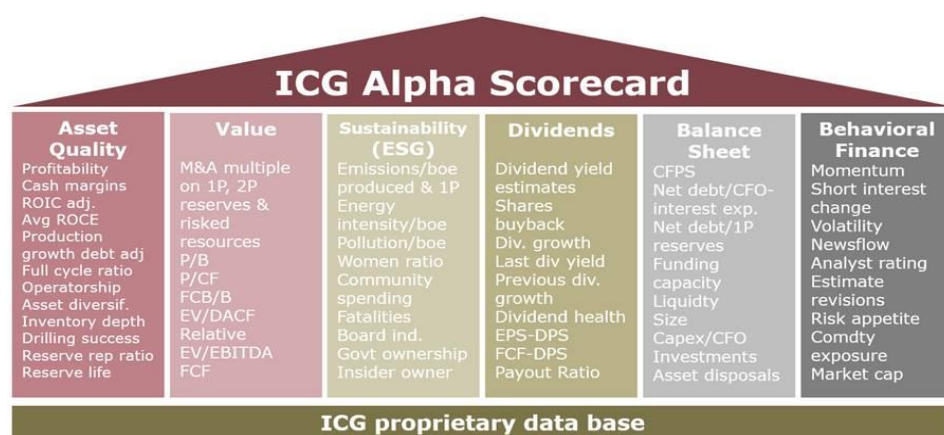 ICG Alpha Scorecard
Asset
Quality
Profitability
Cash margins
ROIC adj.
Avg ROCE
Production
growth debt adj
Full cycle ratio
Operatorship
Asset diversif.
Inventory depth
Drilling success
Reserve rep ratio
Reserve life
Value
M&A multiple
on 1P, 2P
reserves &
risked
resources
P/B
P/CF
FCB/B
EV/DACF
Relative
EV/EBITDA
FCF
Sustainability
(ESG)
Emissions/boe
produced & 1P
Energy
intensity/boe
Pollution/boe
Women ratio
Community
spending
Fatalities
Board ind.
Govt ownership
Insider owner
Dividends
Dividend yield
estimates
Shares
buyback
Div. growth
Last div yield
Previous div.
growth
Dividend health
EPS-DPS
FCF-DPS
Payout Ratio
Balance
Sheet
CFPS
Net debt/CFO-
interest exp.
Net debt/1P
reserves
Funding
capacity
Liquidty
Size
Capex/CFO
Investments
Asset disposals
Behavioral
Finance
Momentum
Short interest
change
Volatility
Newsflow
Analyst rating
Estimate
revisions
Risk appetite
Comdty
exposure
Market cap
ICG proprietary data base